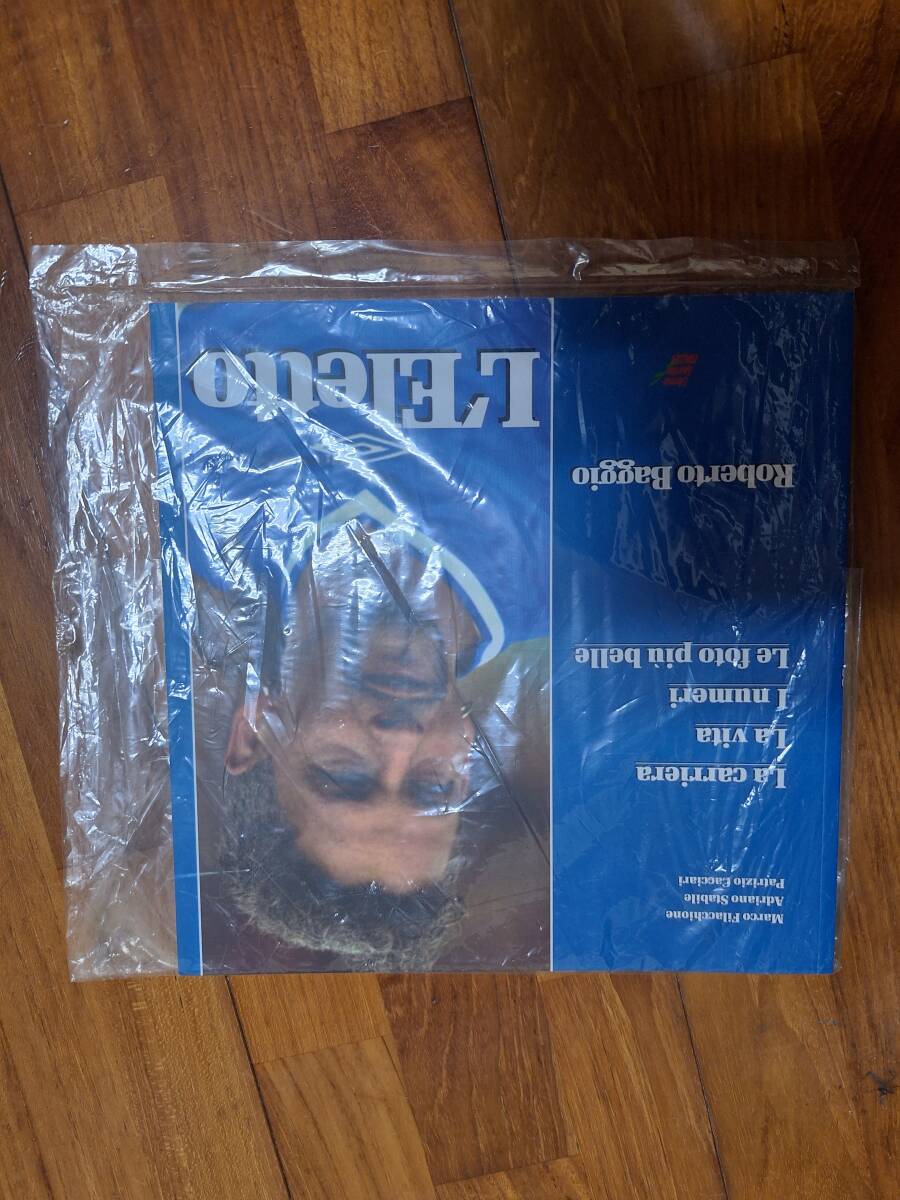 Marco Filacchione
Adriano Stabile
Patrizio Cacciari
La carriera
La vita
I numeri
Le foto più belle
Roberto Baggio
L'Eletto